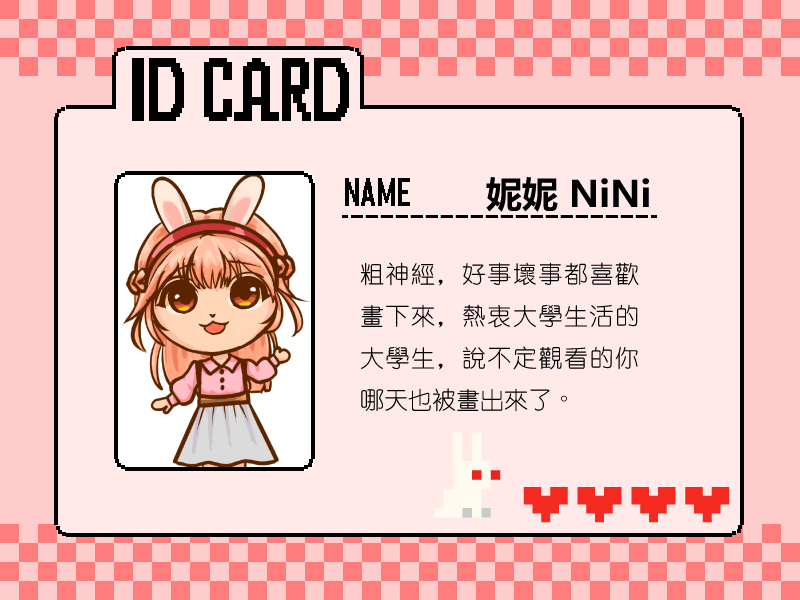 ID CARD
NAME 妮妮 NiNi
粗神經，好事壞事都喜歡
畫下來，熱衷大學生活的
大學生，說不定觀看的你
哪天也被畫出來了。